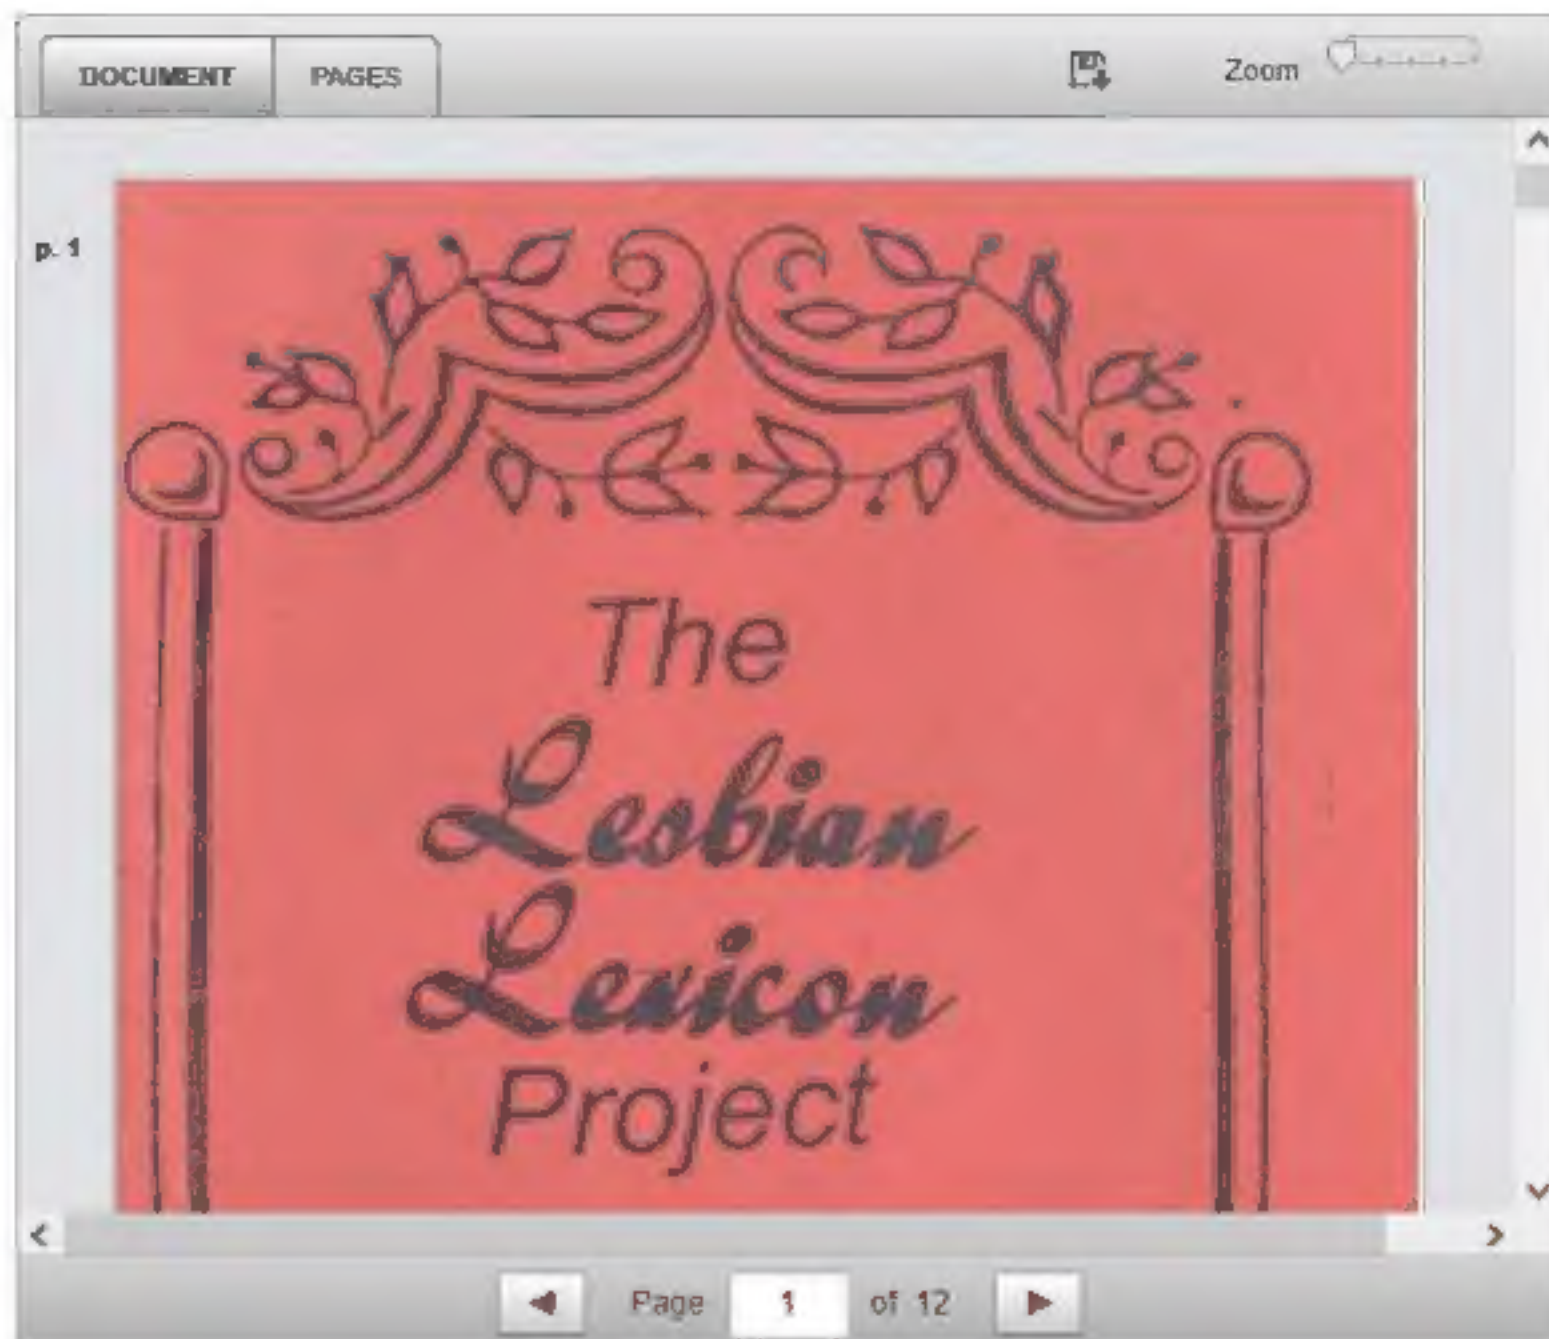 DOCUMENT PAGES Zoom
p. 1
The
Lesbian
Lexicon
Project
Page 1 of 12